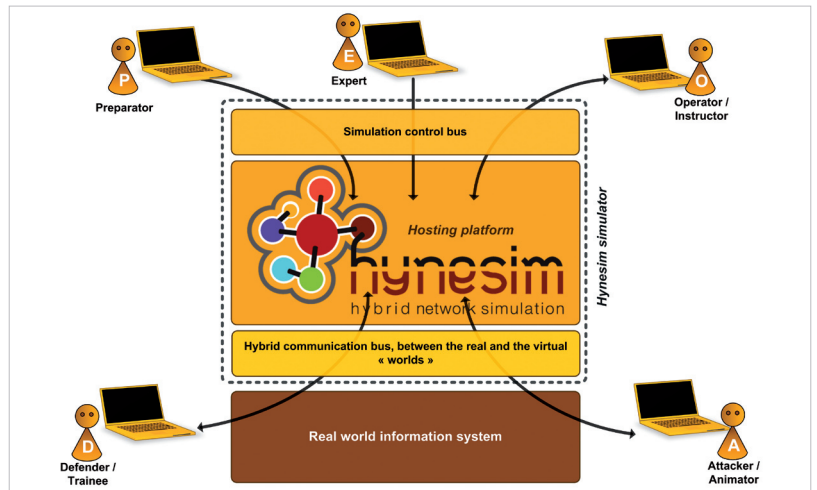 E
P
O
Expert
Preparator
Operator /
Instructor
Simulation control bus
Hosting platform
hynesim
hybrid network simulation
Hynesim simulator
Hybrid communication bus, between the real and the virtual
« worlds »
D
A
Real world information system
Defender /
Trainee
Attacker /
Animator